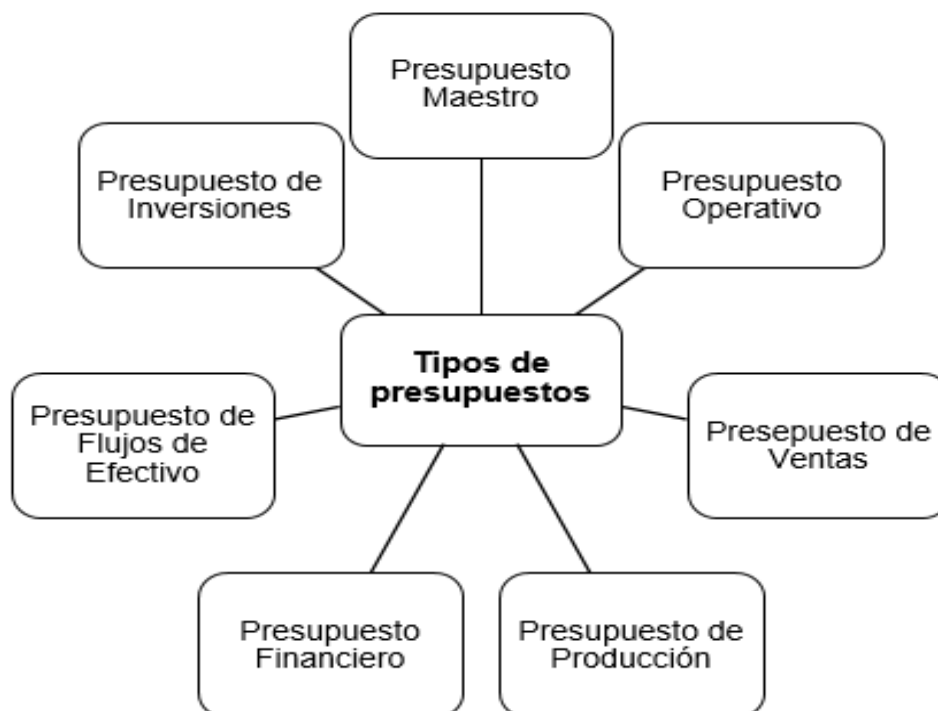 Presupuesto
Maestro
Presupuesto de
Inversiones
Presupuesto
Operativo
Tipos de
presupuestos
Presupuesto de
Flujos de
Efectivo
Presepuesto de
Ventas
Presupuesto
Financiero
Presupuesto de
Producción